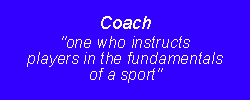 Coach
"one who instructs
players in the fundamentals
of a sport"